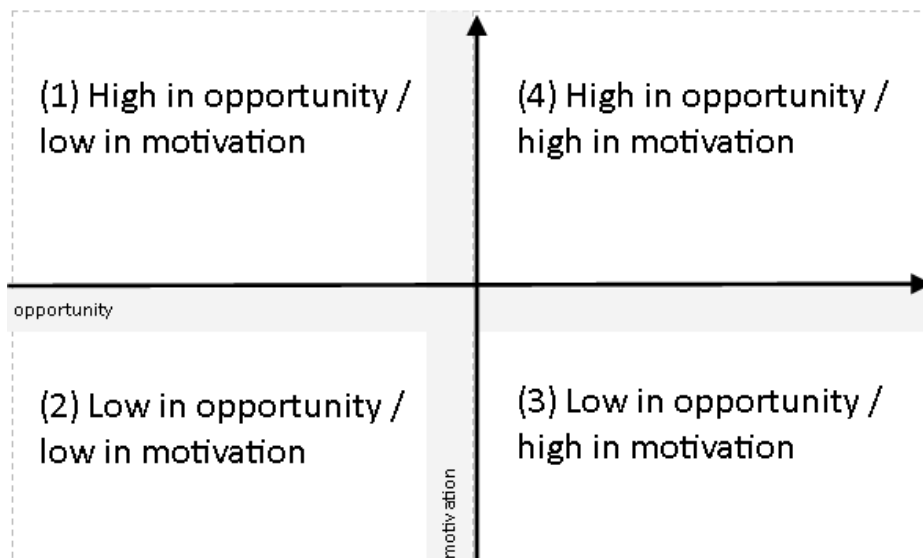 (1) High in opportunity /
low in motivation
(4) High in opportunity /
high in motivation
opportunity
(2) Low in opportunity /
low in motivation
(3) Low in opportunity /
high in motivation
motivation